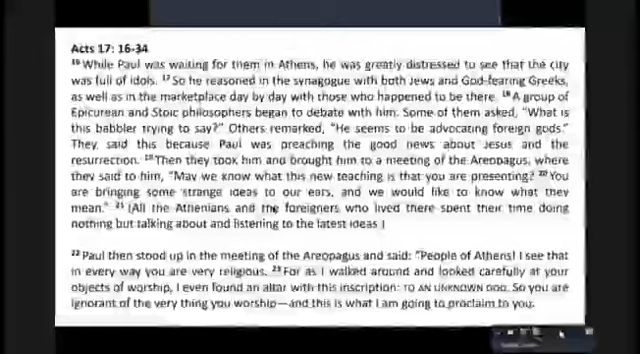 Acts 17: 16-34
16 While Paul was waiting for them in Athens, he was greatly distressed to see that the city
was full of idols. 17 So he reasoned in the synagogue with both Jews and God-fearing Greeks,
as well as in the marketplace day by day with those who happened to be there. 18 A group of
Epicurean and Stoic philosophers began to debate with him. Some of them asked, "What is
this babbler trying to say?" Others remarked, "He seems to be advocating foreign gods."
They said this because Paul was preaching the good news about Jesus and the
resurrection. 19 Then they took him and brought him to a meeting of the Areopagus, where
they said to him, "May we know what this new teaching is that you are presenting? 20 You
are bringing some strange ideas to our ears, and we would like to know what they
mean." 21 (All the Athenians and the foreigners who lived there spent their time doing
nothing but talking about and listening to the latest ideas.)
22 Paul then stood up in the meeting of the Areopagus and said: "People of Athens! I see that
in every way you are very religious. 23 For as I walked around and looked carefully at your
objects of worship, I even found an altar with this inscription: TO AN UNKNOWN GOD. So you are
ignorant of the very thing you worship—and this is what I am going to proclaim to you.